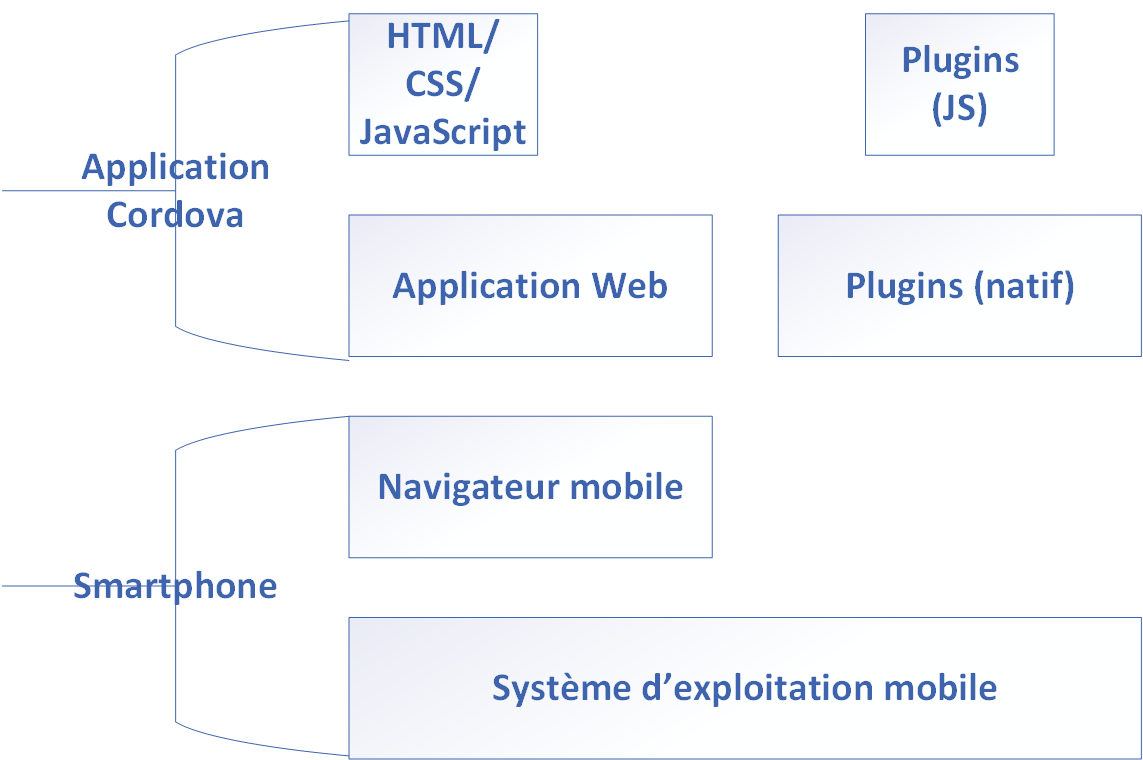 HTML/
CSS/
JavaScript
Plugins
(JS)
Application
Cordova
Application Web
Plugins (natif)
Navigateur mobile
Smartphone
Système d’exploitation mobile